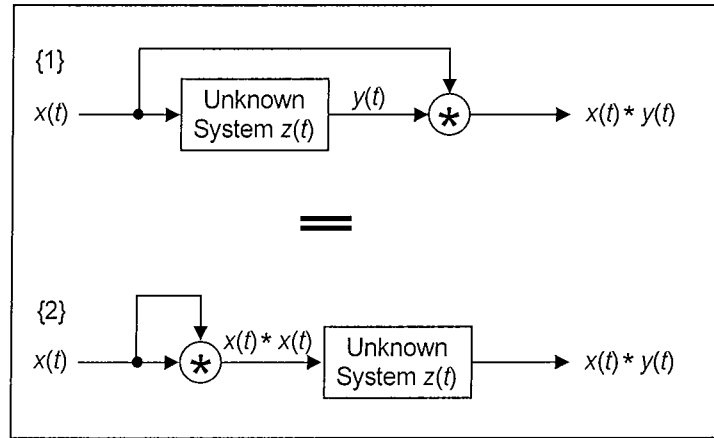 {1}
x(t)
Unknown
System z(t)
y(t)
*
x(t) * y(t)
=
{2}
x(t)
*
x(t) * x(t)
Unknown
System z(t)
x(t) * y(t)